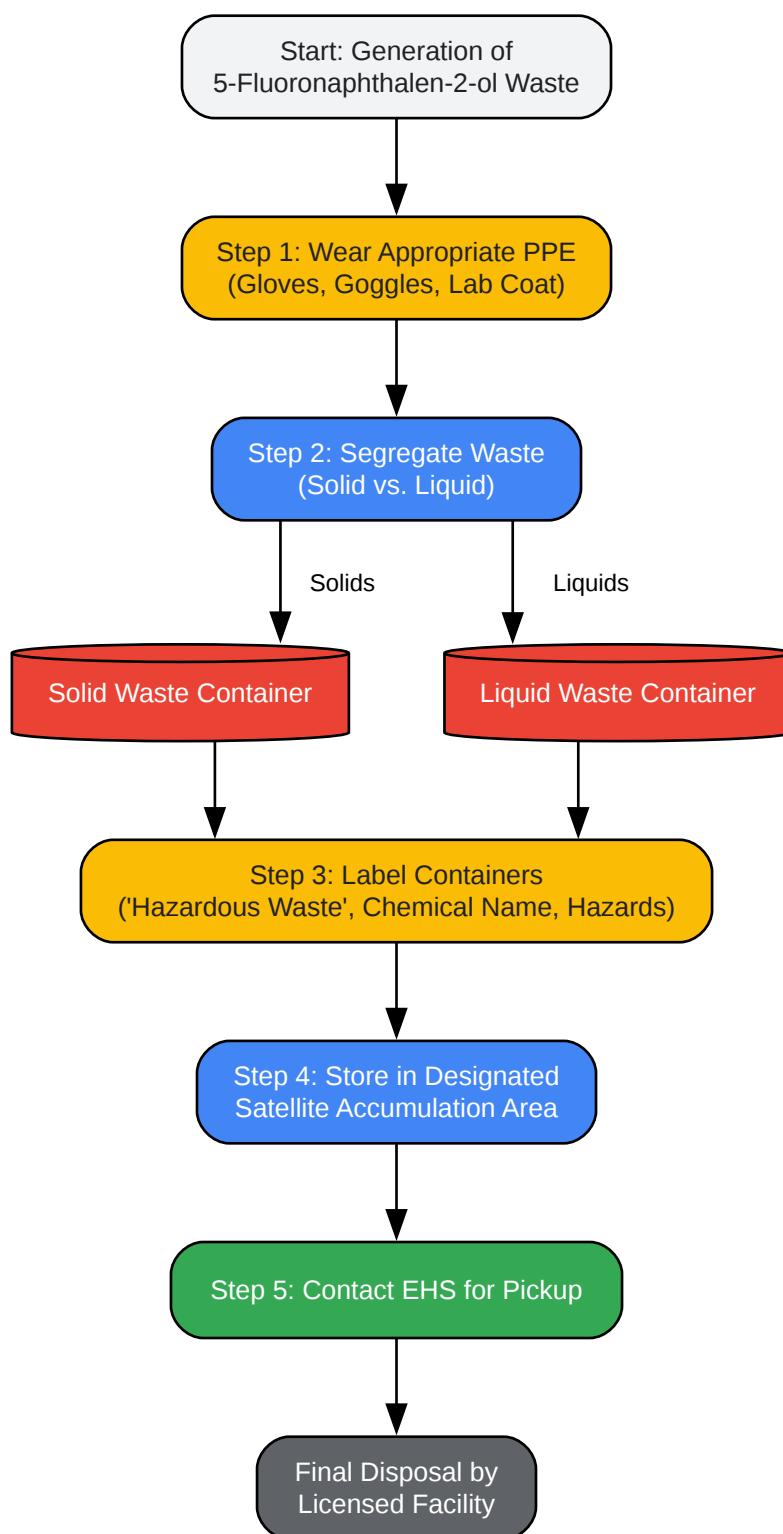 Start: Generation of
5-Fluoronaphthalen-2-ol Waste
Step 1: Wear Appropriate PPE
(Gloves, Goggles, Lab Coat)
Step 2: Segregate Waste
(Solid vs. Liquid)
Solids
Liquids
Solid Waste Container
Liquid Waste Container
Step 3: Label Containers
('Hazardous Waste', Chemical Name, Hazards)
Step 4: Store in Designated
Satellite Accumulation Area
Step 5: Contact EHS for Pickup
Final Disposal by
Licensed Facility